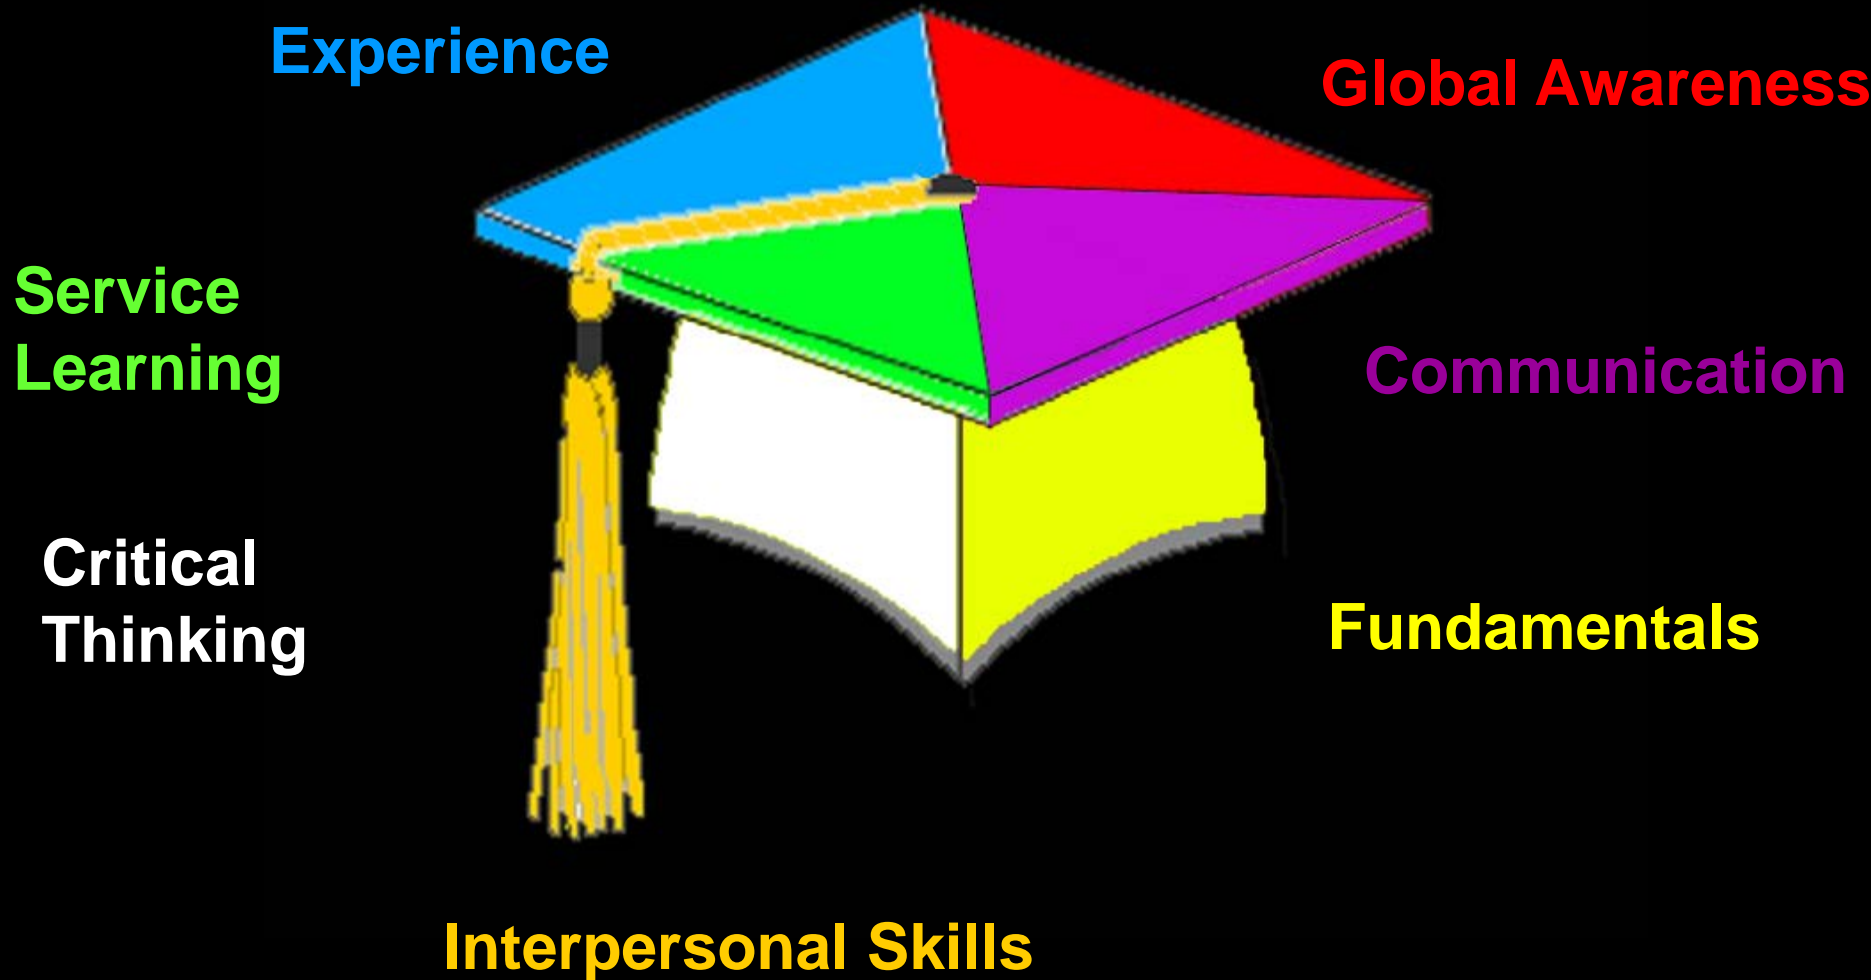 Experience
Global Awareness
Service
Learning
Communication
Critical
Thinking
Fundamentals
Interpersonal Skills